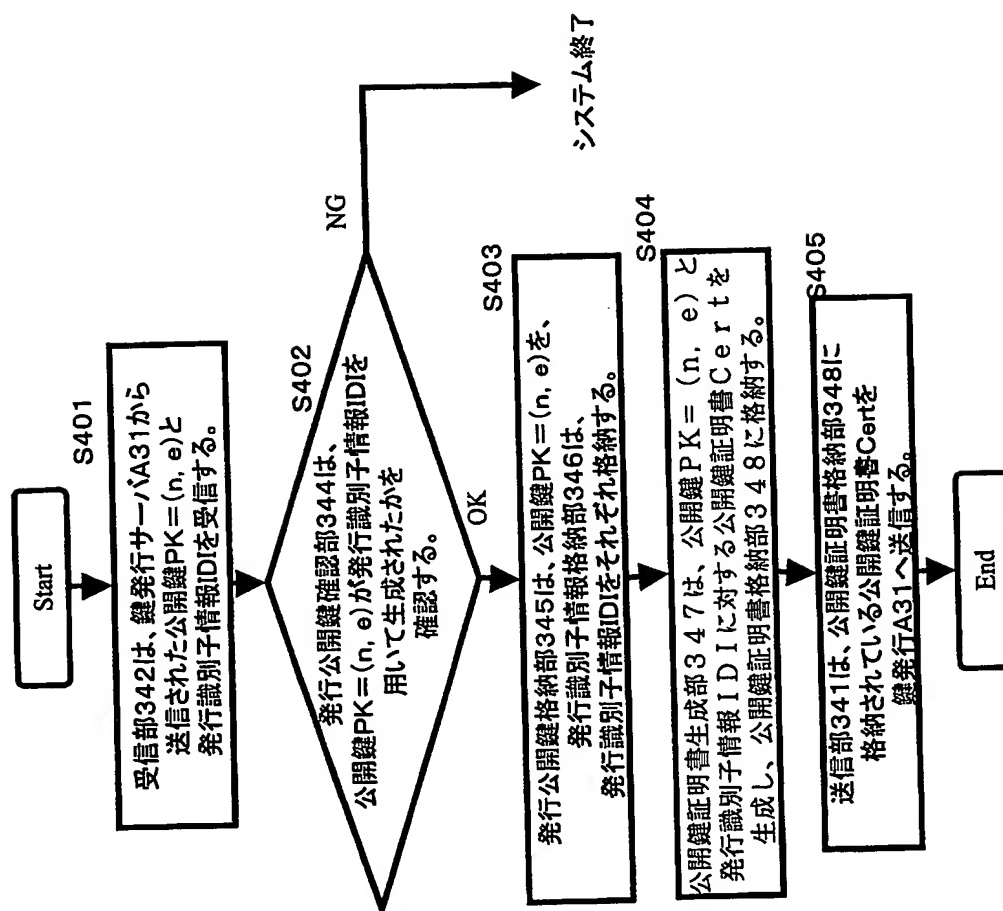 Start
S401
受信部342は、鍵発行サーバA31から
送信された公開鍵PK=(n, e)と
発行識別子情報IDIを受信する。
S402
発行公開鍵確認部344は、
公開鍵PK=(n, e)が発行識別子情報IDIを
用いて生成されたかを
確認する。
NG
システム終了
OK
S403
発行公開鍵格納部345は、公開鍵PK=(n, e)を、
発行識別子情報格納部346は、
発行識別子情報IDIをそれぞれ格納する。
S404
公開鍵証明書生成部347は、公開鍵PK=(n, e)と
発行識別子情報IDIに対する公開鍵証明書Certを
生成し、公開鍵証明書格納部348に格納する。
S405
送信部341は、公開鍵証明書格納部348に
格納されている公開鍵証明書Certを
鍵発行A31へ送信する。
End